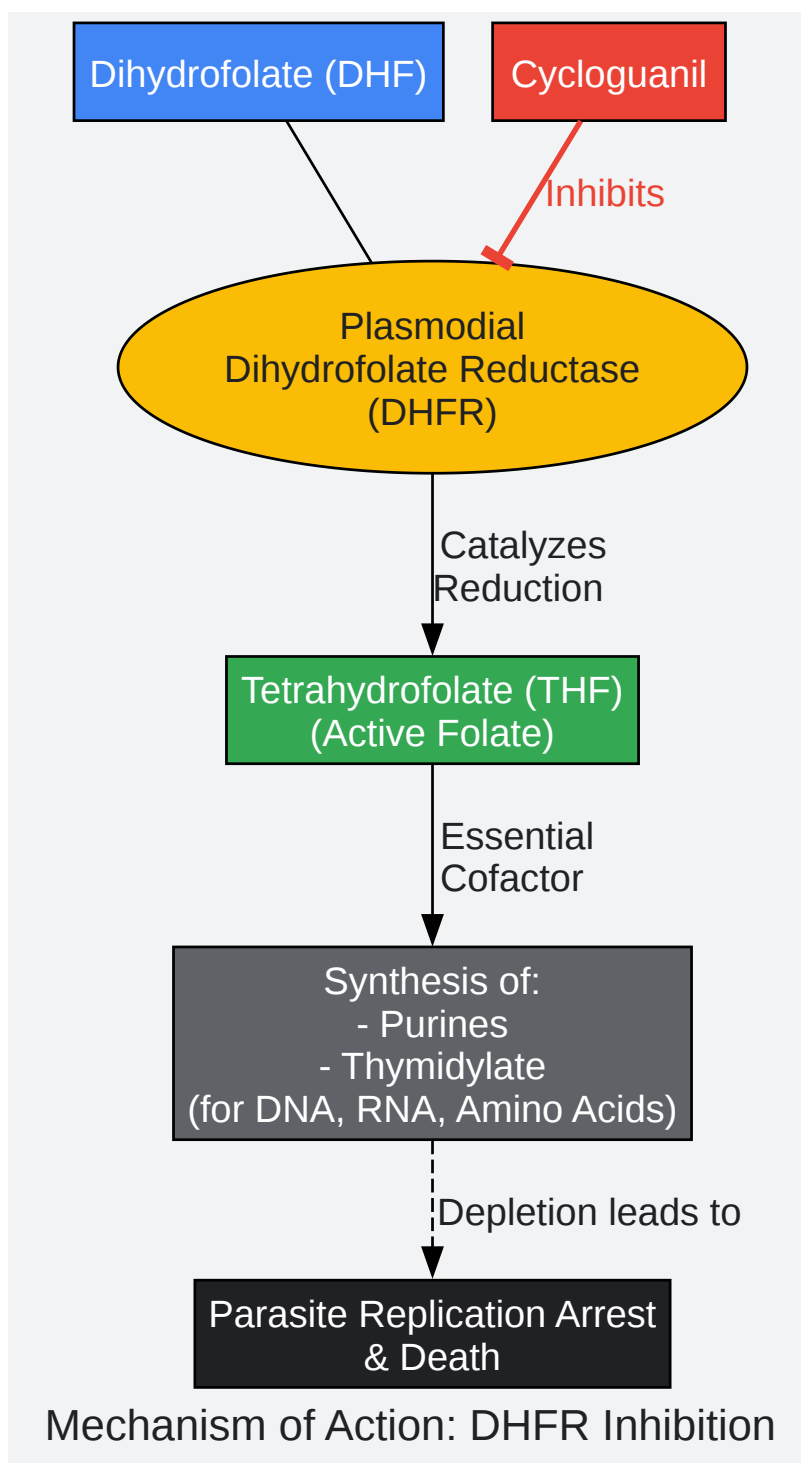 Dihydrofolate (DHF)
Cycloguanil
Inhibits
Plasmodial
Dihydrofolate Reductase
(DHFR)
Catalyzes
Reduction
Tetrahydrofolate (THF)
(Active Folate)
Essential
Cofactor
Synthesis of:
- Purines
- Thymidylate
(for DNA, RNA, Amino Acids)
Depletion leads to
Parasite Replication Arrest
& Death
Mechanism of Action: DHFR Inhibition